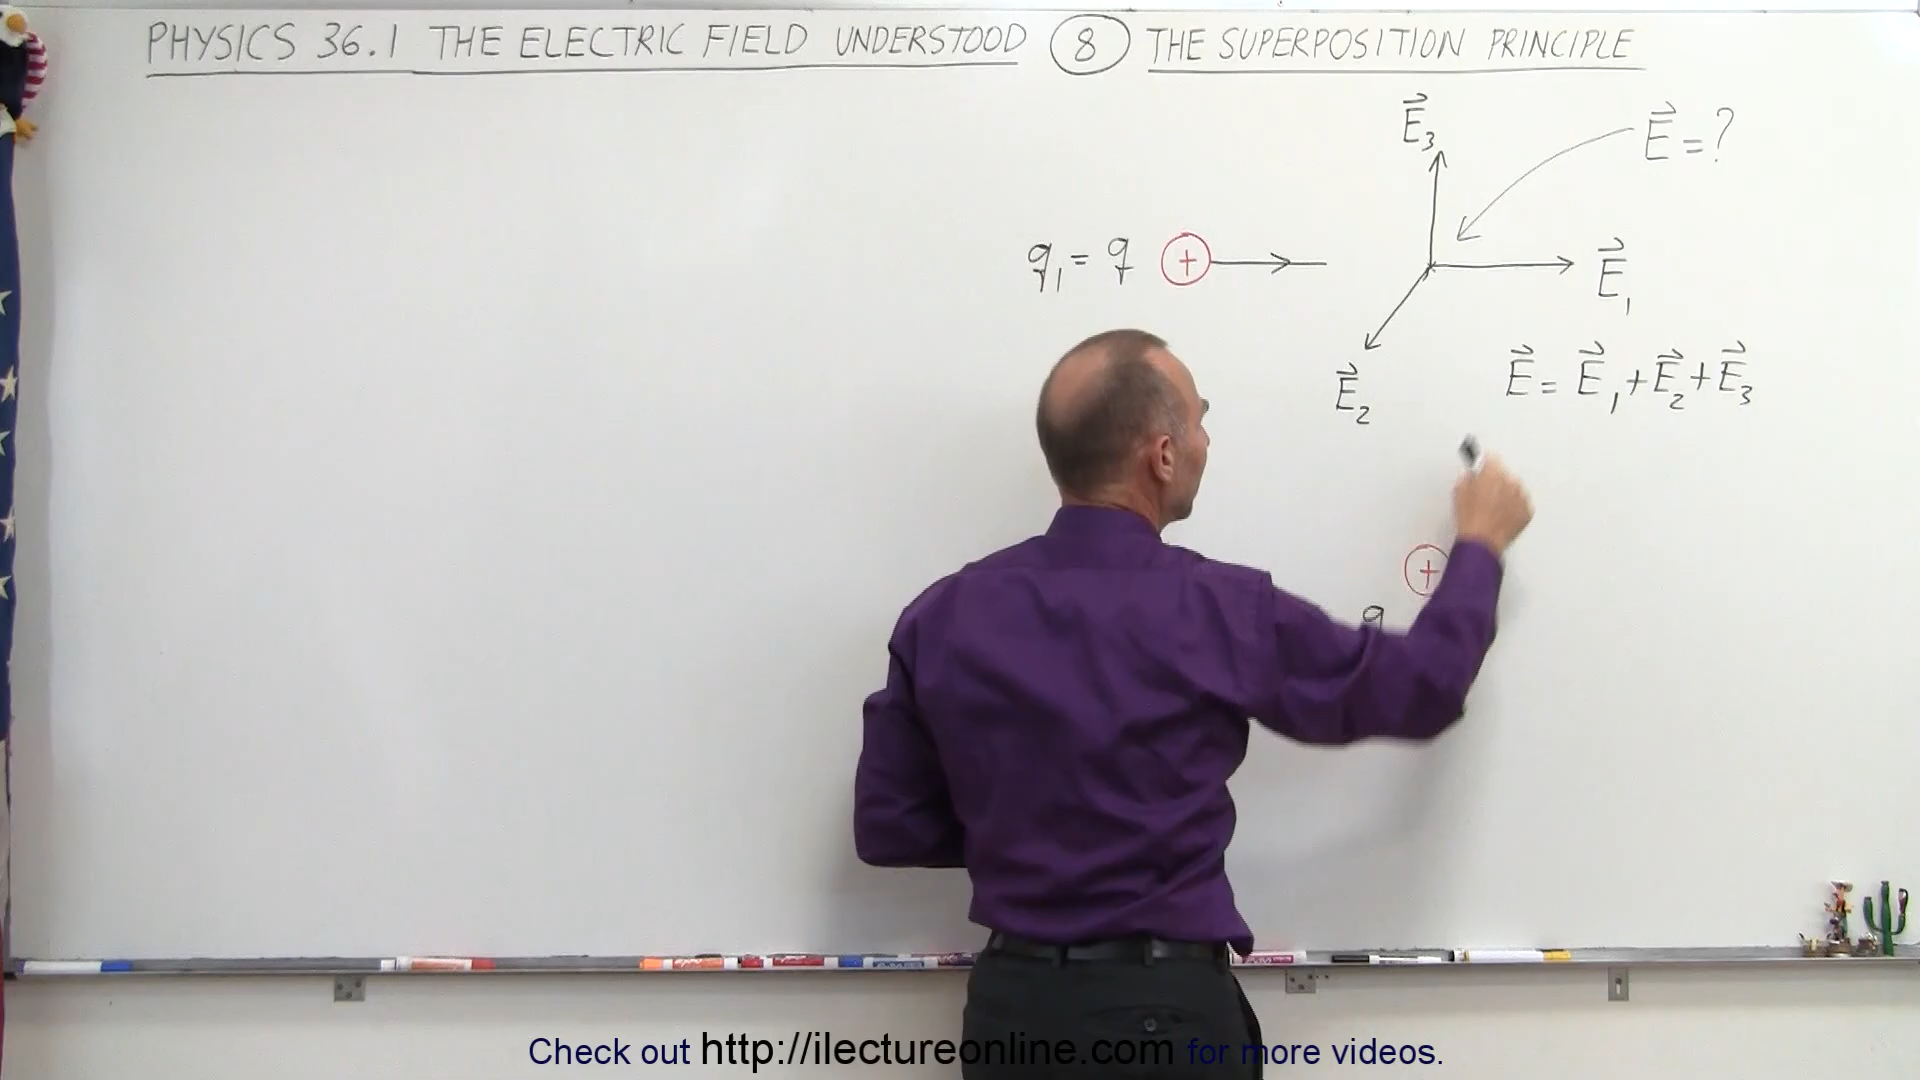 PHYSICS 36.1 THE ELECTRIC FIELD UNDERSTOOD 8 THE SUPERPOSITION PRINCIPLE
E⃗₃
E⃗ = ?
q₁ = q + E⃗₁
E⃗₂
E⃗ = E⃗₁ + E⃗₂ + E⃗₃
+
q
Check out http://ilectureonline.com for more videos.